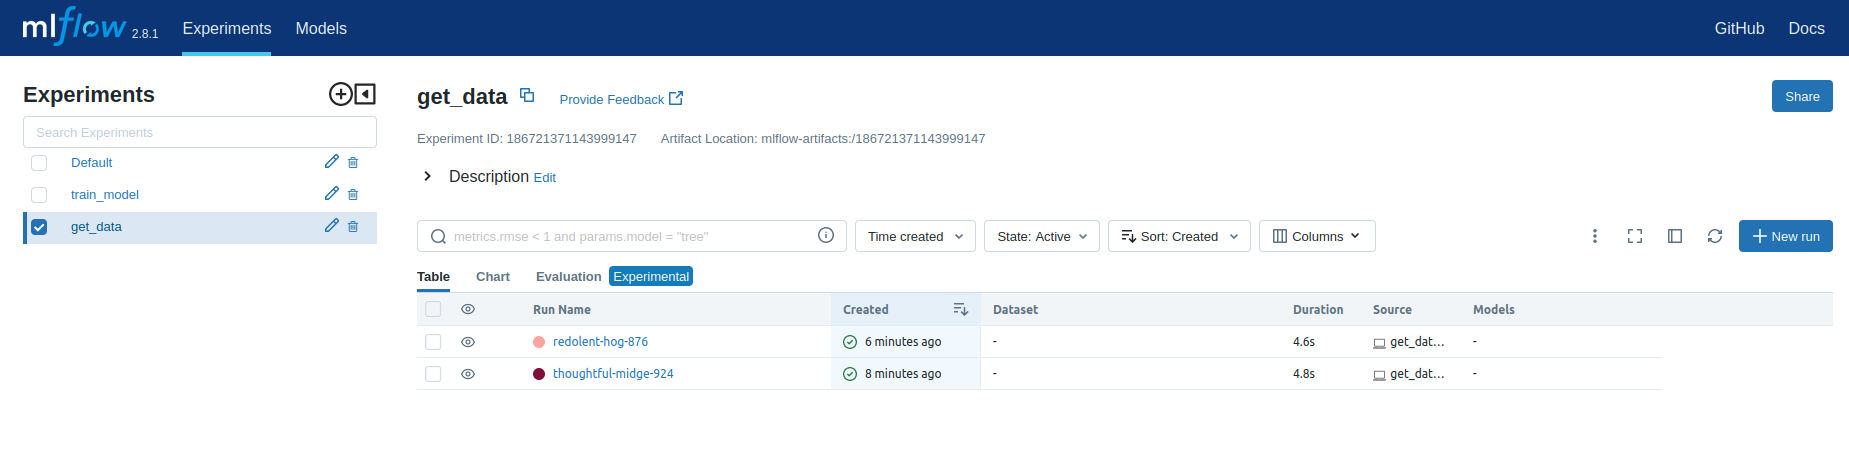 mlflow 2.8.1 Experiments Models GitHub Docs
Experiments
Search Experiments
Default
train_model
get_data
get_data Provide Feedback Share
Experiment ID: 186721371143999147 Artifact Location: mlflow-artifacts:/186721371143999147
Description Edit
metrics.rmse < 1 and params.model = "tree" Time created State: Active Sort: Created Columns New run
Table Chart Evaluation Experimental
Run Name Created Dataset Duration Source Models
redolent-hog-876 6 minutes ago - 4.6s get_dat... -
thoughtful-midge-924 8 minutes ago - 4.8s get_dat... -